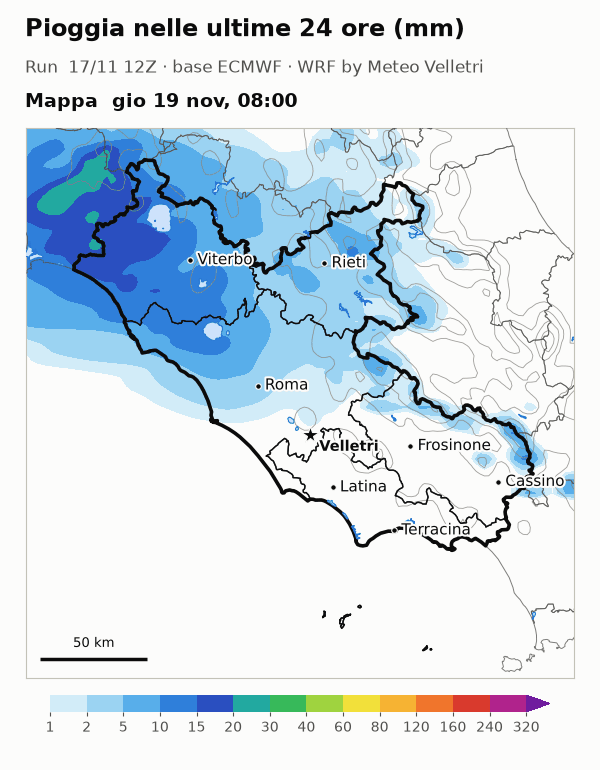 Pioggia nelle ultime 24 ore (mm)
Run  17/11 12Z · base ECMWF · WRF by Meteo Velletri
Mappa  gio 19 nov, 08:00
Viterbo
Rieti
Roma
Velletri
Frosinone
Cassino
Latina
Terracina
50 km
1 2 5 10 15 20 30 40 60 80 120 160 240 320